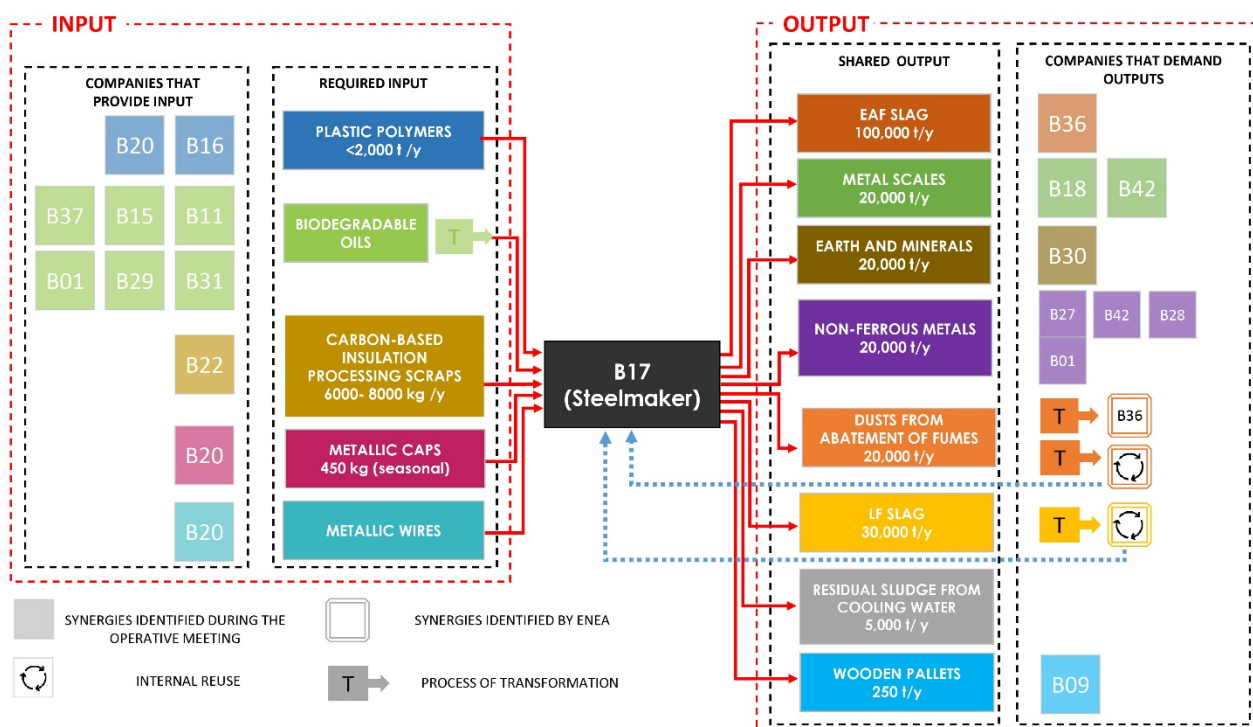 INPUT
COMPANIES THAT
PROVIDE INPUT
B20 B16
B37 B15 B11
B01 B29 B31
B22
B20
B20
REQUIRED INPUT
PLASTIC POLYMERS
<2,000 t /y
BIODEGRADABLE
OILS
T
CARBON-BASED
INSULATION
PROCESSING SCRAPS
6000- 8000 kg /y
METALLIC CAPS
450 kg (seasonal)
METALLIC WIRES
B17
(Steelmaker)
OUTPUT
SHARED OUTPUT
EAF SLAG
100,000 t/y
METAL SCALES
20,000 t/y
EARTH AND MINERALS
20,000 t/y
NON-FERROUS METALS
20,000 t/y
DUSTS FROM
ABATEMENT OF FUMES
20,000 t/y
LF SLAG
30,000 t/y
RESIDUAL SLUDGE FROM
COOLING WATER
5,000 t/ y
WOODEN PALLETS
250 t/y
COMPANIES THAT DEMAND
OUTPUTS
B36
B18 B42
B30
B27 B42 B28
B01
T B36
T
T
B09
SYNERGIES IDENTIFIED DURING THE
OPERATIVE MEETING
SYNERGIES IDENTIFIED BY ENEA
INTERNAL REUSE
T PROCESS OF TRANSFORMATION